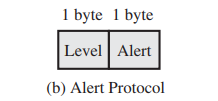 1 byte 1 byte
Level Alert
(b) Alert Protocol